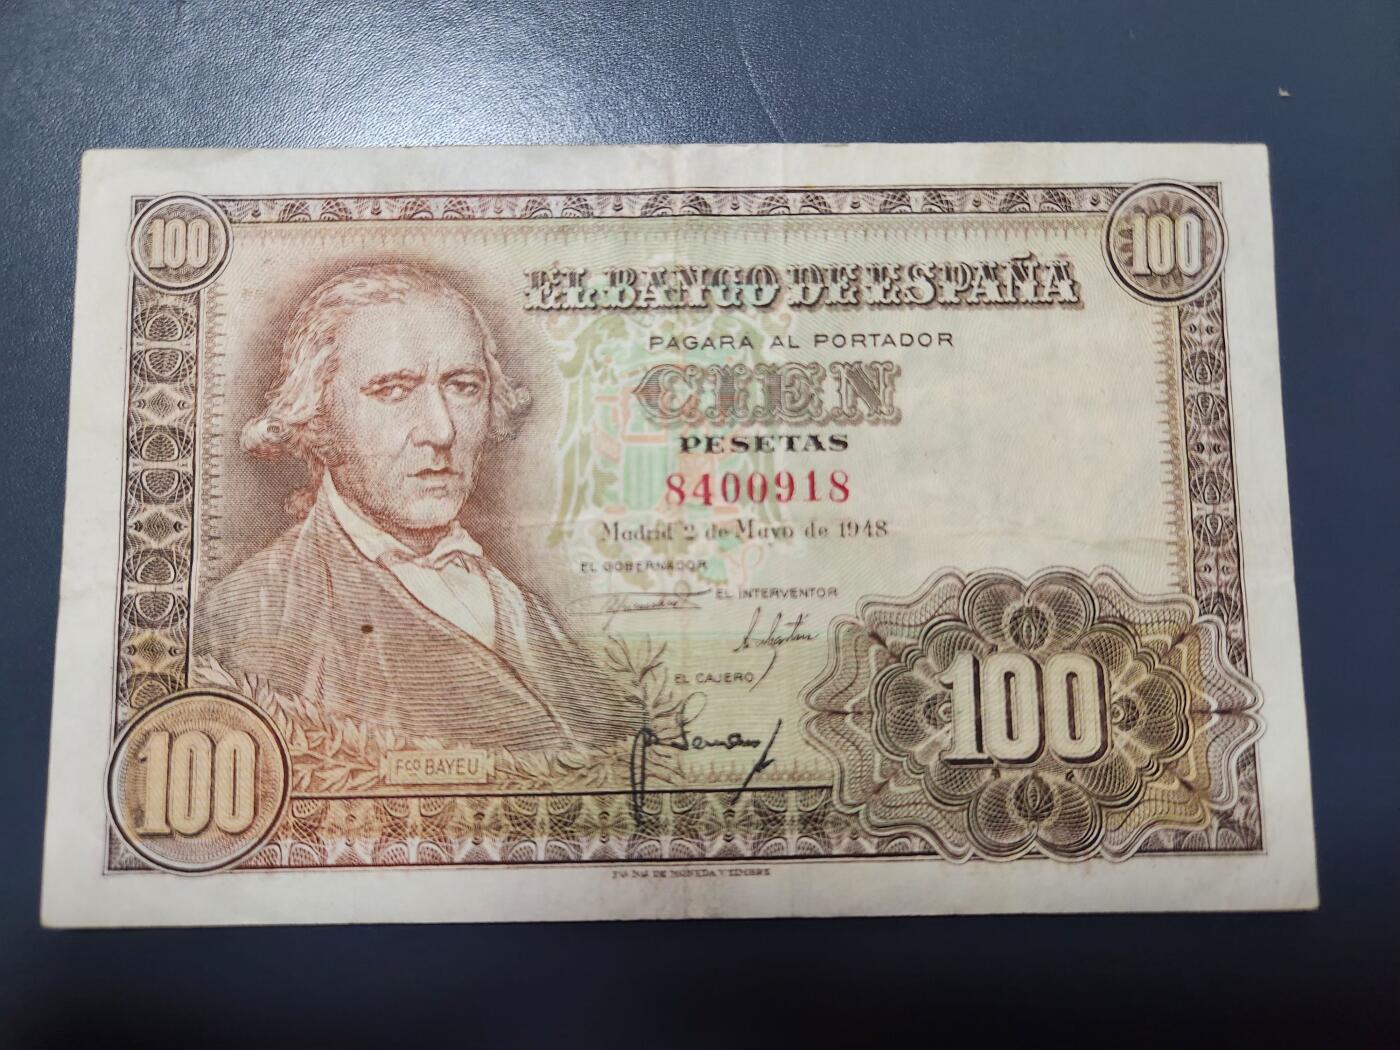 100
100
EL BANCO DE ESPAÑA
PAGARA AL PORTADOR
CIEN
PESETAS
8400918
Madrid 2 de Mayo de 1948
EL GOBERNADOR
EL INTERVENTOR
EL CAJERO
Fco BAYEU
100
100